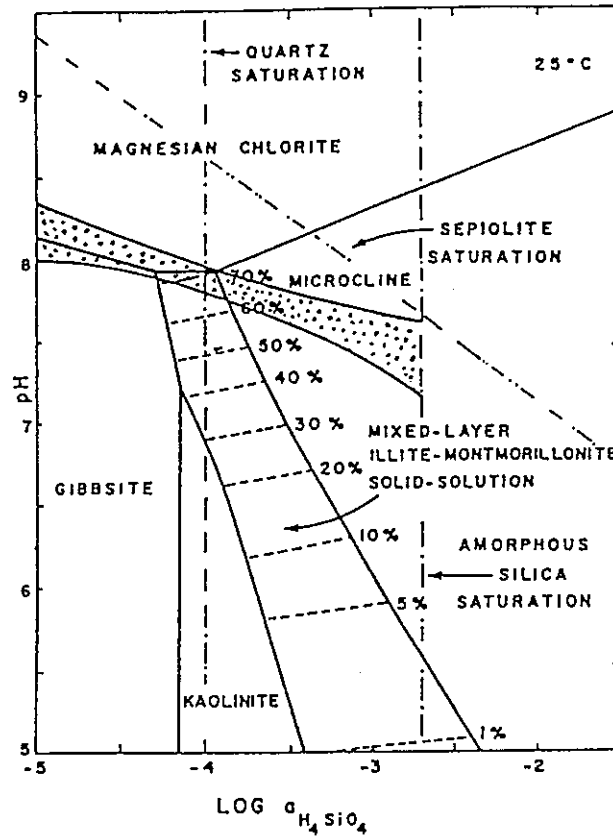 QUARTZ
SATURATION
25°C
9
MAGNESIAN CHLORITE
SEPIOLITE
SATURATION
8
70%
MICROCLINE
60%
50%
40%
pH
7
30%
MIXED-LAYER
ILLITE-MONTMORILLONITE
SOLID-SOLUTION
20%
GIBBSITE
10%
AMORPHOUS
SILICA
SATURATION
6
5%
KAOLINITE
1%
5
-5
-4
-3
-2
LOG aH4SiO4